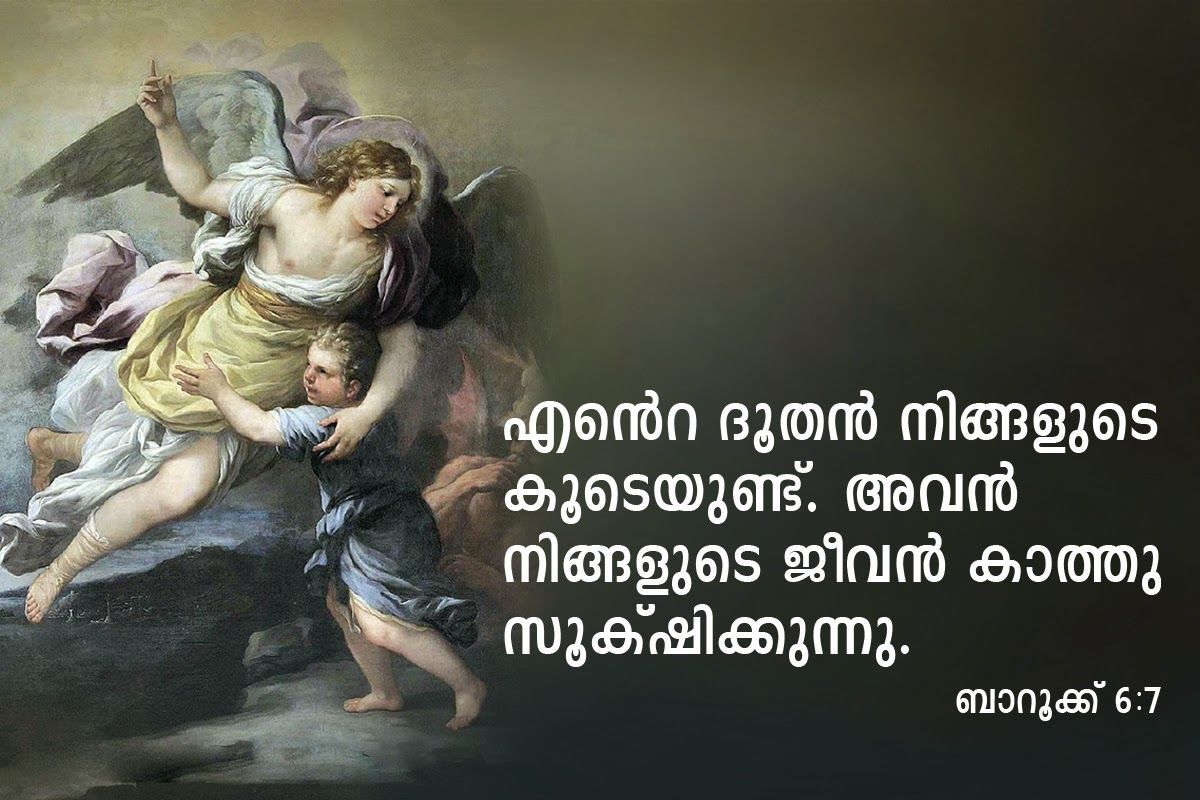 എൻെറ ദൂതൻ നിങ്ങളുടെ
കൂടെയുണ്ട്. അവൻ
നിങ്ങളുടെ ജീവൻ കാത്തു
സൂക്‌ഷിക്കുന്നു.
ബാറൂക്ക് 6:7